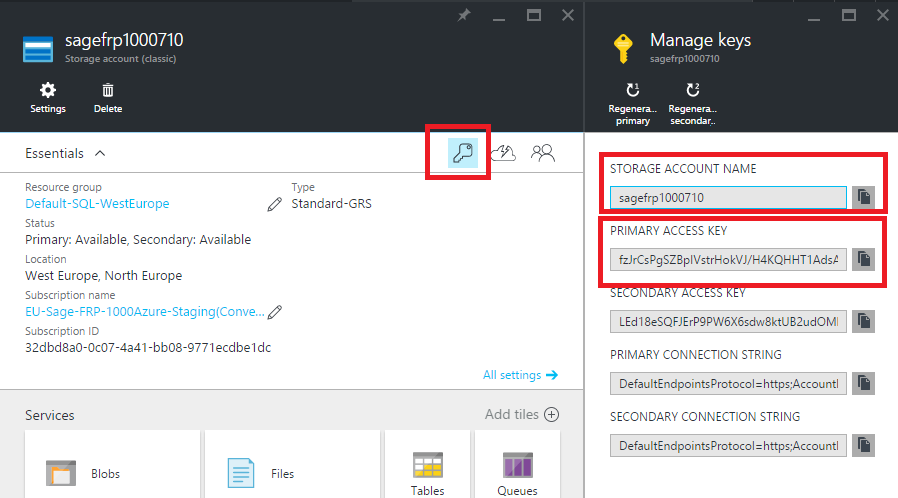 sagefrp1000710
Storage account (classic)
Settings
Delete
Essentials
Resource group
Default-SQL-WestEurope
Type
Standard-GRS
Status
Primary: Available, Secondary: Available
Location
West Europe, North Europe
Subscription name
EU-Sage-FRP-1000Azure-Staging(Conve...
Subscription ID
32dbd8a0-0c07-4a41-bb08-9771ecdbe1dc
All settings
Services
Add tiles
Blobs
Files
Tables
Queues
Manage keys
sagefrp1000710
Regenera... primary
Regenera... secondar..
STORAGE ACCOUNT NAME
sagefrp1000710
PRIMARY ACCESS KEY
fzJrCsPgSZBpIVstrHokVJ/H4KQHHT1AdsA
SECONDARY ACCESS KEY
LEd18eSQFJErP9PW6X6sdw8ktUB2udOM
PRIMARY CONNECTION STRING
DefaultEndpointsProtocol=https;Account
SECONDARY CONNECTION STRING
DefaultEndpointsProtocol=https;Account